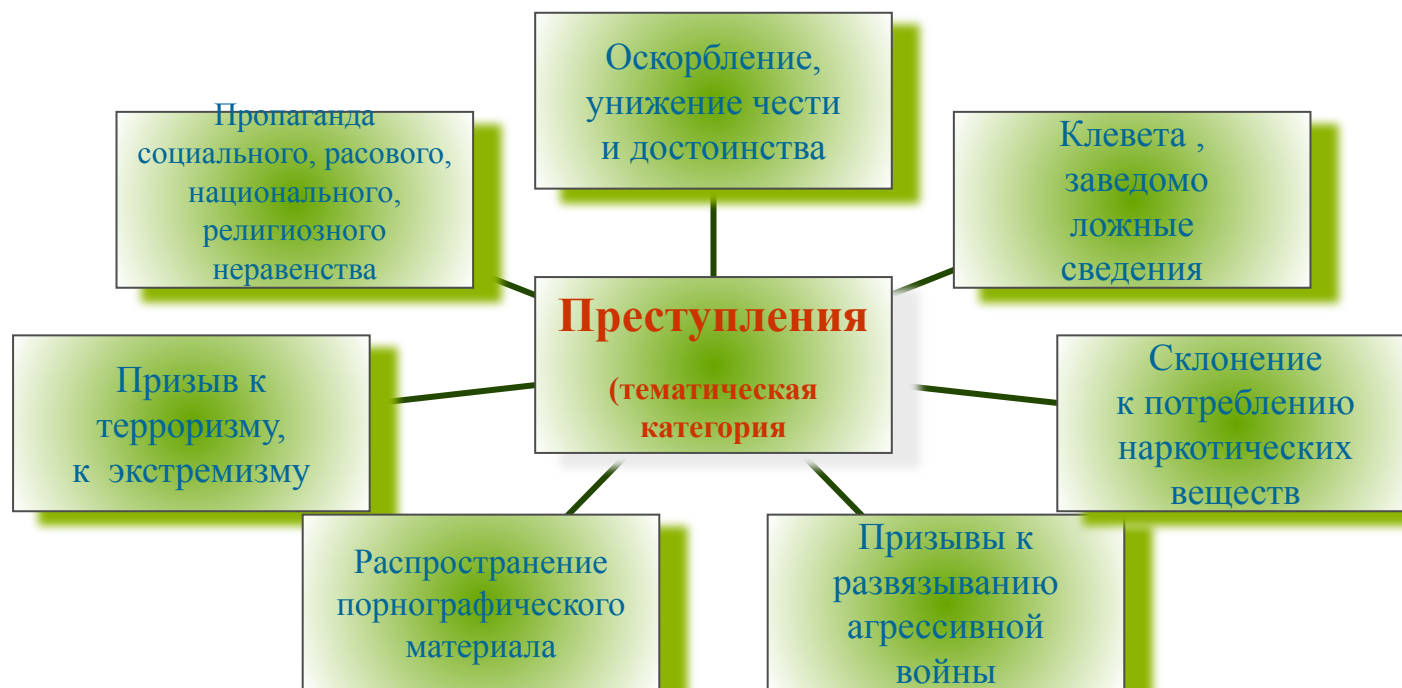 Оскорбление,
унижение чести
и достоинства
Пропаганда
социального, расового,
национального,
религиозного
неравенства
Клевета ,
заведомо
ложные
сведения
Преступления
(тематическая
категория
Призыв к
терроризму,
к экстремизму
Склонение
к потреблению
наркотических
веществ
Распространение
порнографического
материала
Призывы к
развязыванию
агрессивной
войны